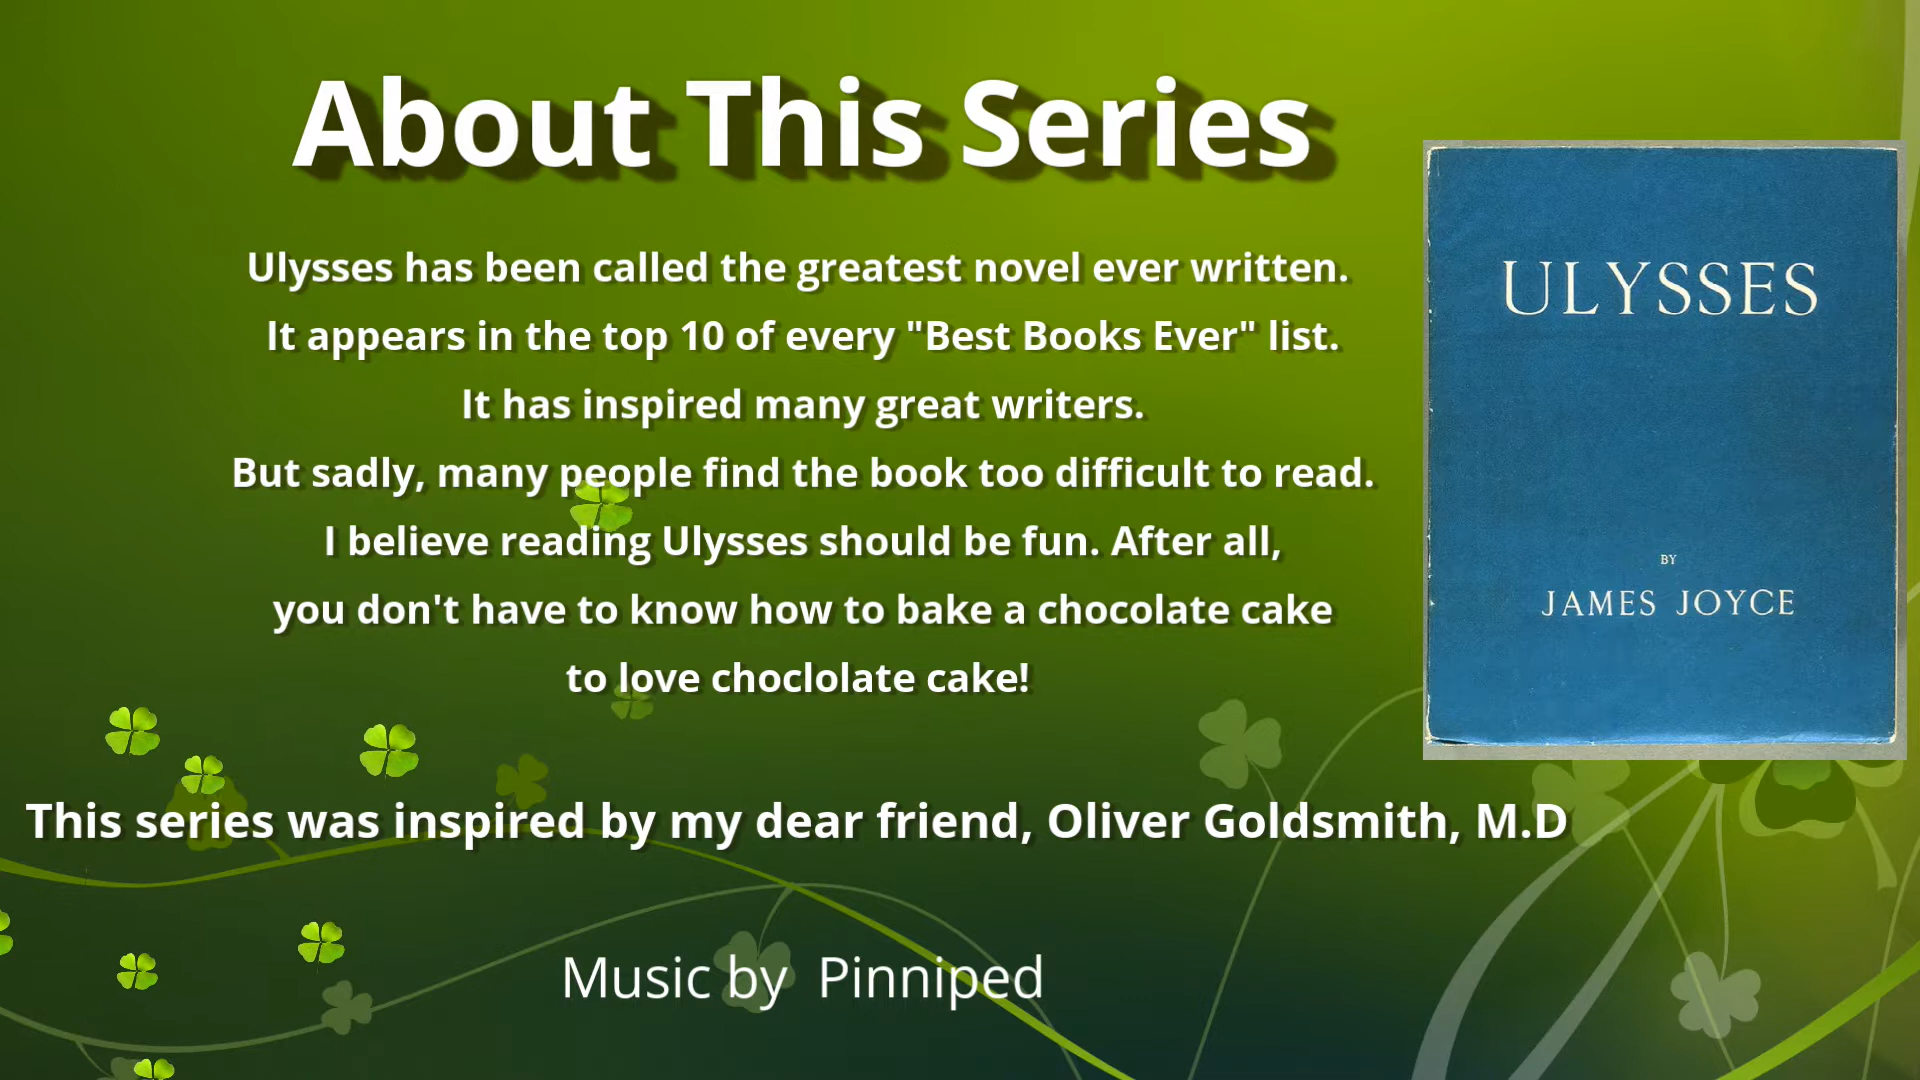 About This Series
Ulysses has been called the greatest novel ever written.
It appears in the top 10 of every "Best Books Ever" list.
It has inspired many great writers.
But sadly, many people find the book too difficult to read.
I believe reading Ulysses should be fun. After all,
you don't have to know how to bake a chocolate cake
to love choclolate cake!
This series was inspired by my dear friend, Oliver Goldsmith, M.D
Music by  Pinniped
ULYSSES
BY
JAMES JOYCE